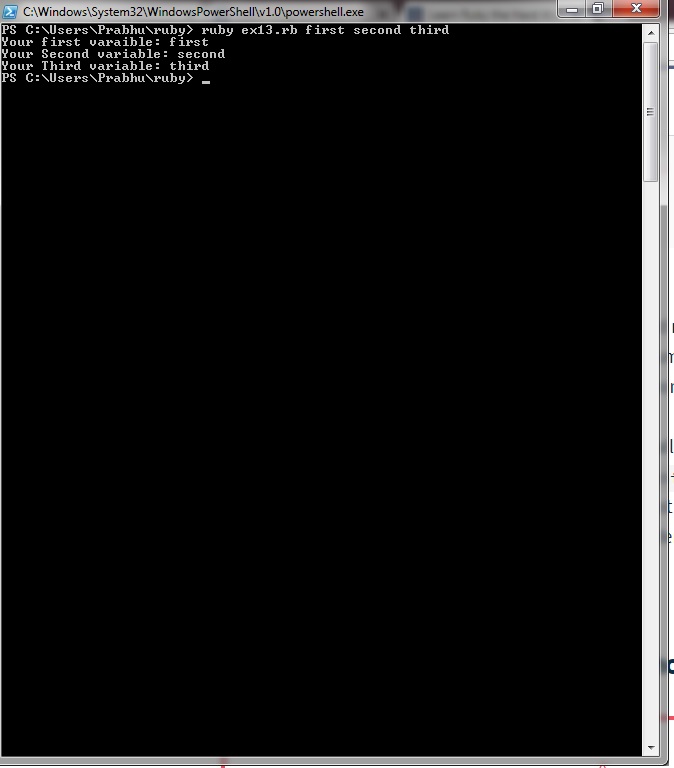 C:\Windows\System32\WindowsPowerShell\v1.0\powershell.exe
PS C:\Users\Prabhu\ruby> ruby ex13.rb first second third
Your first varaible: first
Your Second variable: second
Your Third variable: third
PS C:\Users\Prabhu\ruby> _